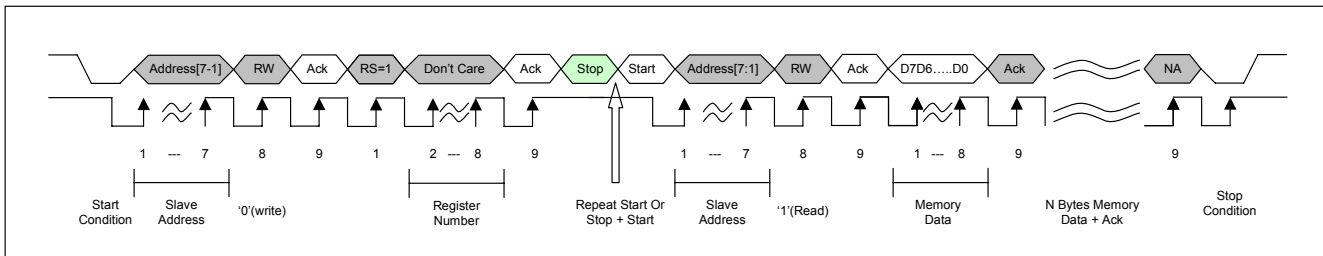 Address[7-1] RW Ack RS=1 Don't Care Ack Stop Start Address[7:1] RW Ack D7D6.....D0 Ack NA
1 --- 7 8 9 1 2 --- 8 9 1 --- 7 8 9 1 --- 8 9 9
Start Condition
Slave Address
'0'(write)
Register Number
Repeat Start Or Stop + Start
Slave Address
'1'(Read)
Memory Data
N Bytes Memory Data + Ack
Stop Condition